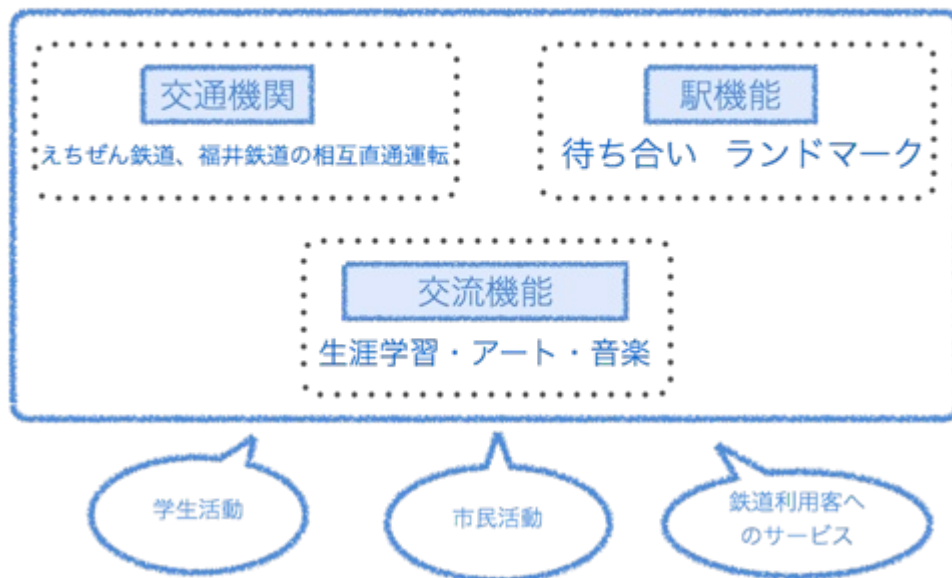 交通機関
えちぜん鉄道、福井鉄道の相互直通運転
駅機能
待ち合い ランドマーク
交流機能
生涯学習・アート・音楽
学生活動
市民活動
鉄道利用客へ
のサービス